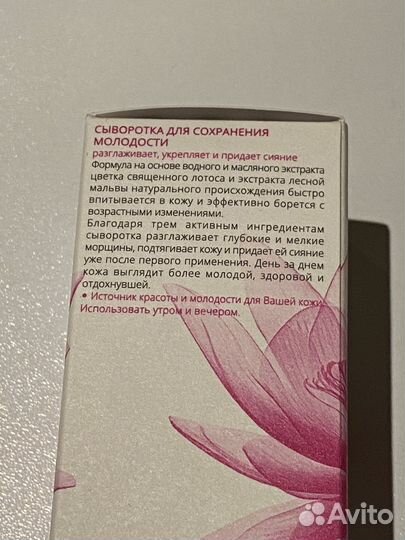 СЫВОРОТКА ДЛЯ СОХРАНЕНИЯ
МОЛОДОСТИ
разглаживает, укрепляет и придает сияние
Формула на основе водного и масляного экстракта
цветка священного лотоса и экстракта лесной
мальвы натурального происхождения быстро
впитывается в кожу и эффективно борется с
возрастными изменениями.
Благодаря трем активным ингредиентам
сыворотка разглаживает глубокие и мелкие
морщины, подтягивает кожу и придает ей сияние
уже после первого применения. День за днем
кожа выглядит более молодой, здоровой и
отдохнувшей.
• Источник красоты и молодости для Вашей кожи.
Использовать утром и вечером.
Avito